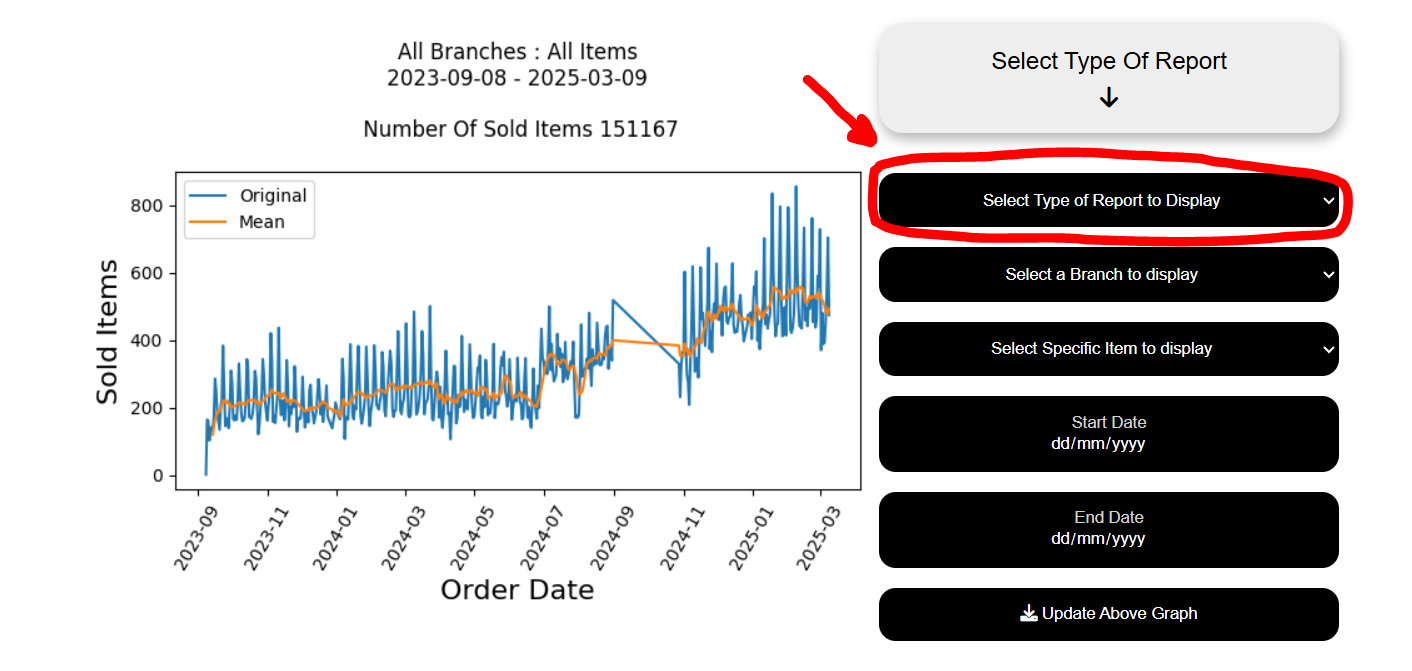 All Branches : All Items
2023-09-08 - 2025-03-09
Number Of Sold Items 151167
Original
Mean
Sold Items
800
600
400
200
0
2023-09
2023-11
2024-01
2024-03
2024-05
2024-07
2024-09
2024-11
2025-01
2025-03
Order Date
Select Type Of Report
Select Type of Report to Display
Select a Branch to display
Select Specific Item to display
Start Date
dd/mm/yyyy
End Date
dd/mm/yyyy
Update Above Graph